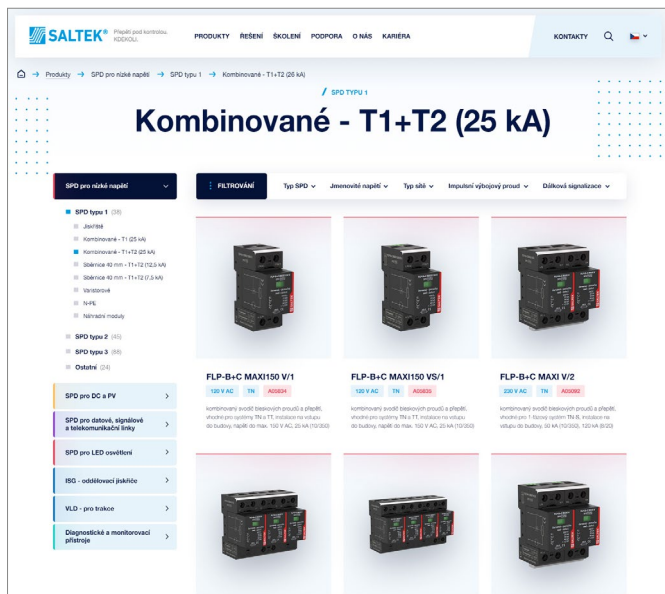 SALTEK®
Přepětí pod kontrolou.
KDEKOLI.
PRODUKTY ŘEŠENÍ ŠKOLENÍ PODPORA O NÁS KARIÉRA
KONTAKTY
Produkty → SPD pro nízké napětí → SPD typu 1 → Kombinované - T1+T2 (25 kA)
/ SPD TYPU 1
Kombinované - T1+T2 (25 kA)
SPD pro nízké napětí
SPD typu 1 (38)
Jiskřiště
Kombinované - T1 (25 kA)
Kombinované - T1+T2 (25 kA)
Sběrnice 40 mm - T1+T2 (12,5 kA)
Sběrnice 40 mm - T1+T2 (7,5 kA)
Varistorové
N-PE
Náhradní moduly
SPD typu 2 (45)
SPD typu 3 (88)
Ostatní (24)
SPD pro DC a PV
SPD pro datové, signálové
a telekomunikační linky
SPD pro LED osvětlení
ISG - oddělovací jiskřiče
VLD - pro trakce
Diagnostické a monitorovací
přístroje
FILTROVÁNÍ
Typ SPD Jmenovité napětí Typ sítě Impulsní výbojový proud Dálková signalizace
FLP-B+C MAXI150 V/1
120 V AC TN A05834
kombinovaný svodič bleskových proudů a přepětí,
vhodné pro systémy TN a TT, instalace na vstupu
do budovy, napětí do max. 150 V AC, 25 kA (10/350)
FLP-B+C MAXI150 VS/1
120 V AC TN A05835
kombinovaný svodič bleskových proudů a přepětí,
vhodné pro systémy TN a TT, instalace na vstupu
do budovy, napětí do max. 150 V AC, 25 kA (10/350)
FLP-B+C MAXI V/2
230 V AC TN A05092
kombinovaný svodič bleskových proudů a přepětí,
vhodné pro 1-fázový systém TN-S, instalace na
vstupu do budovy, 50 kA (10/350), 120 kA (8/20)